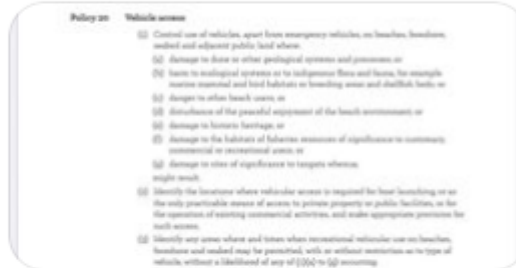 Policy 20 Vehicle access
(1) Control use of vehicles, apart from emergency vehicles, on beaches, foreshore,
seabed and adjacent public land where:
(a) damage to dune or other geological systems and processes; or
(b) harm to ecological systems or to indigenous flora and fauna, for example
marine mammal and bird habitats or breeding areas and shellfish beds; or
(c) danger to other beach users; or
(d) disturbance of the peaceful enjoyment of the beach environment; or
(e) damage to historic heritage; or
(f) damage to the habitats of fisheries resources of significance to customary,
commercial or recreational users; or
(g) damage to sites of significance to tangata whenua;
might result.
(2) Identify the locations where vehicular access is required for boat launching, or as
the only practicable means of access to private property or public facilities, or for
the operation of existing commercial activities, and make appropriate provision for
such access.
(3) Identify any areas where and times when recreational vehicular use on beaches,
foreshore and seabed may be permitted, with or without restriction as to type of
vehicle, without a likelihood of any of (1)(a) to (g) occurring.